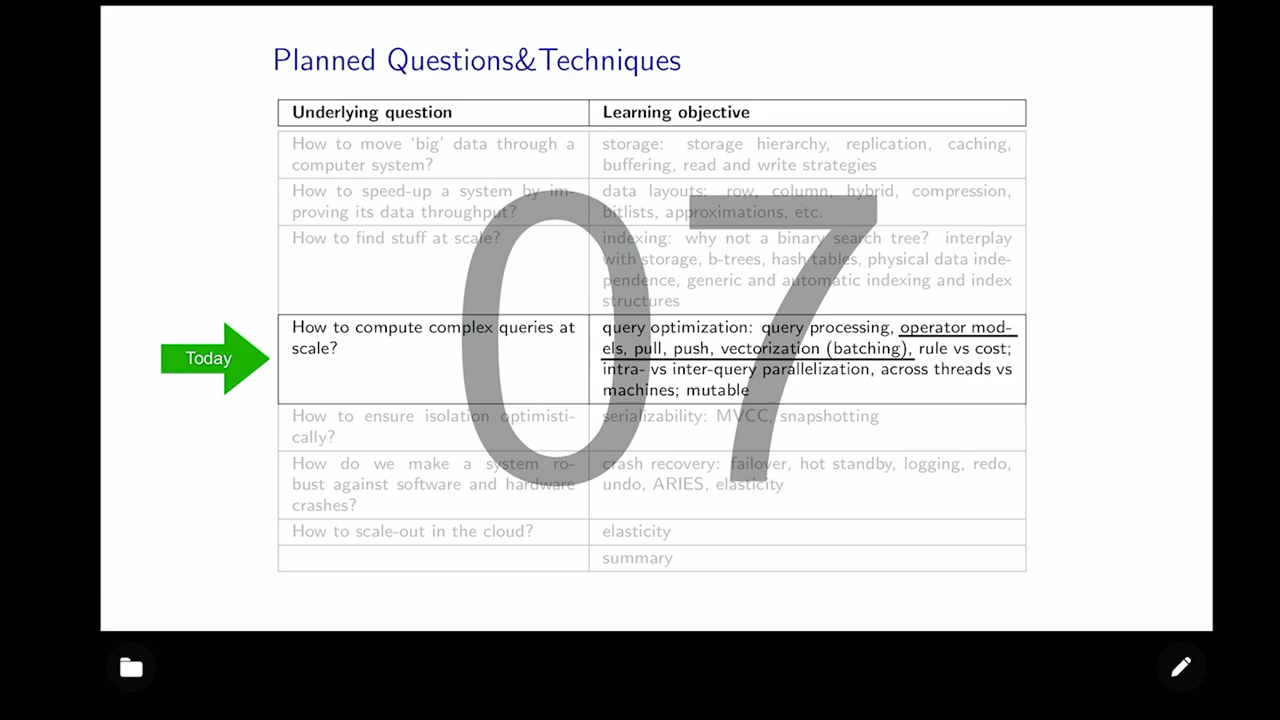 Planned Questions&Techniques
Underlying question
Learning objective
How to move ‘big’ data through a
computer system?
storage: storage hierarchy, replication, caching,
buffering, read and write strategies
How to speed-up a system by im-
proving its data throughput?
data layouts: row, column, hybrid, compression,
bitlists, approximations, etc.
How to find stuff at scale?
indexing: why not a binary search tree? interplay
with storage, b-trees, hash tables, physical data inde-
pendence, generic and automatic indexing and index
structures
Today
How to compute complex queries at
scale?
query optimization: query processing, operator mod-
els, pull, push, vectorization (batching), rule vs cost;
intra- vs inter-query parallelization, across threads vs
machines; mutable
How to ensure isolation optimisti-
cally?
serializability: MVCC, snapshotting
How do we make a system ro-
bust against software and hardware
crashes?
crash recovery: failover, hot standby, logging, redo,
undo, ARIES, elasticity
How to scale-out in the cloud?
elasticity
summary
07